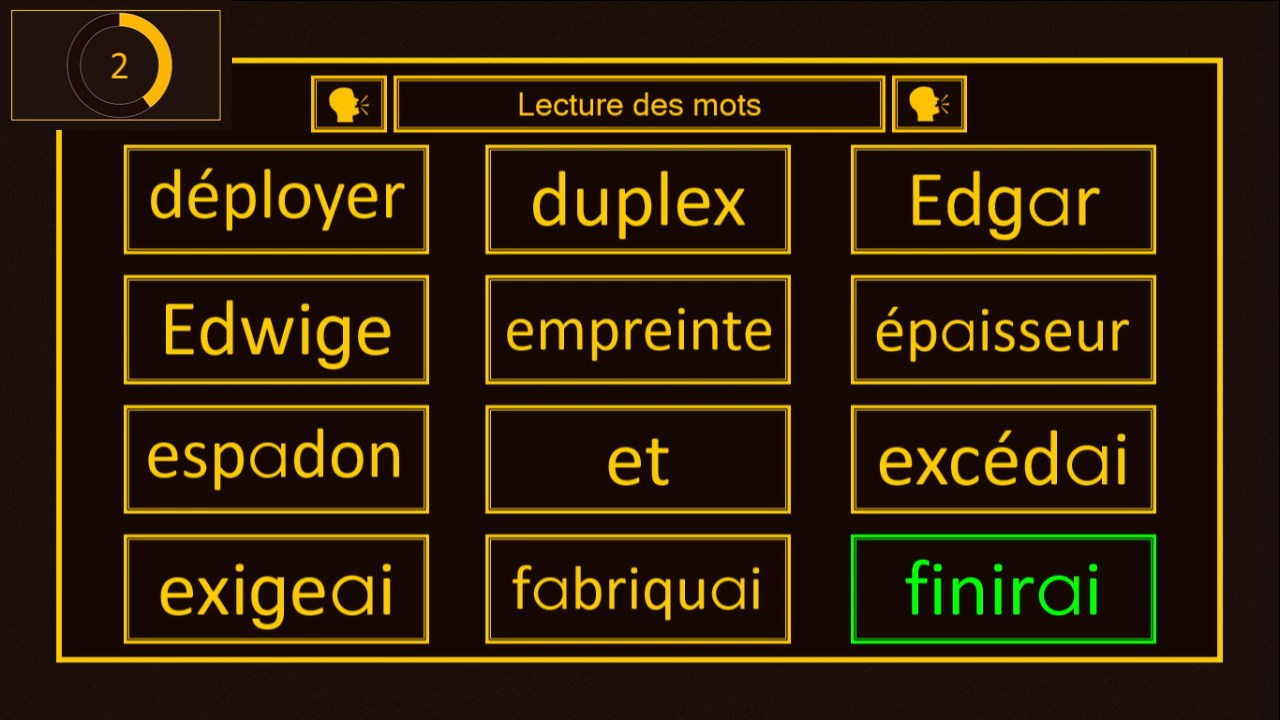 2
Lecture des mots
déployer duplex Edgar
Edwige empreinte épaisseur
espadon et excédai
exigeai fabriquai finirai